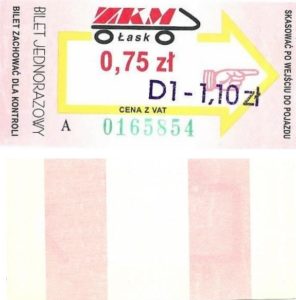 BILET JEDNORAZOWY
BILET ZACHOWAĆ DLA KONTROLI
ZKM
Łask
0,75 zł
D1-1,10 zł
CENA Z VAT
A 0165854
SKASOWAĆ PO WEJŚCIU DO POJAZDU